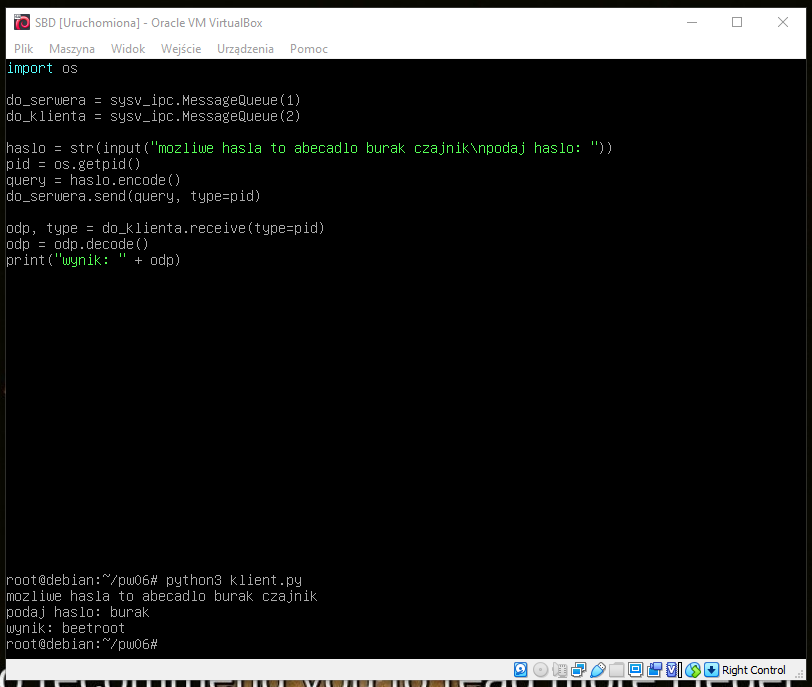 SBD [Uruchomiona] - Oracle VM VirtualBox
Plik Maszyna Widok Wejście Urządzenia Pomoc
import os
do_serwera = sysv_ipc.MessageQueue(1)
do_klienta = sysv_ipc.MessageQueue(2)
haslo = str(input("mozliwe hasla to abecadlo burak czajnik\npodaj haslo: "))
pid = os.getpid()
query = haslo.encode()
do_serwera.send(query, type=pid)
odp, type = do_klienta.receive(type=pid)
odp = odp.decode()
print("wynik: " + odp)
root@debian:~/pw06# python3 klient.py
mozliwe hasla to abecadlo burak czajnik
podaj haslo: burak
wynik: beetroot
root@debian:~/pw06#
Right Control